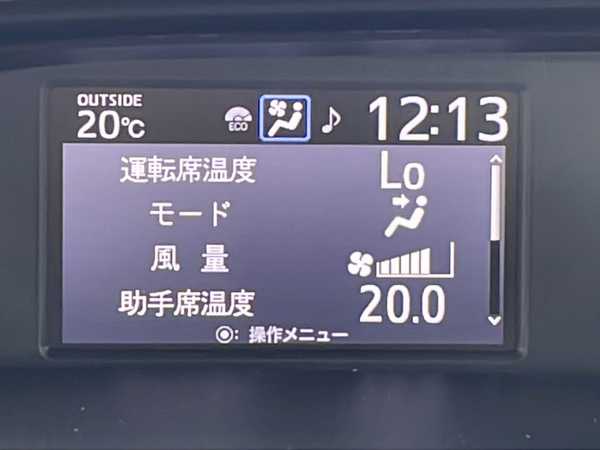 OUTSIDE
20℃
ECO
♪
12:13
運転席温度 Lo
モード
風 量
助手席温度 20.0
◉: 操作メニュー